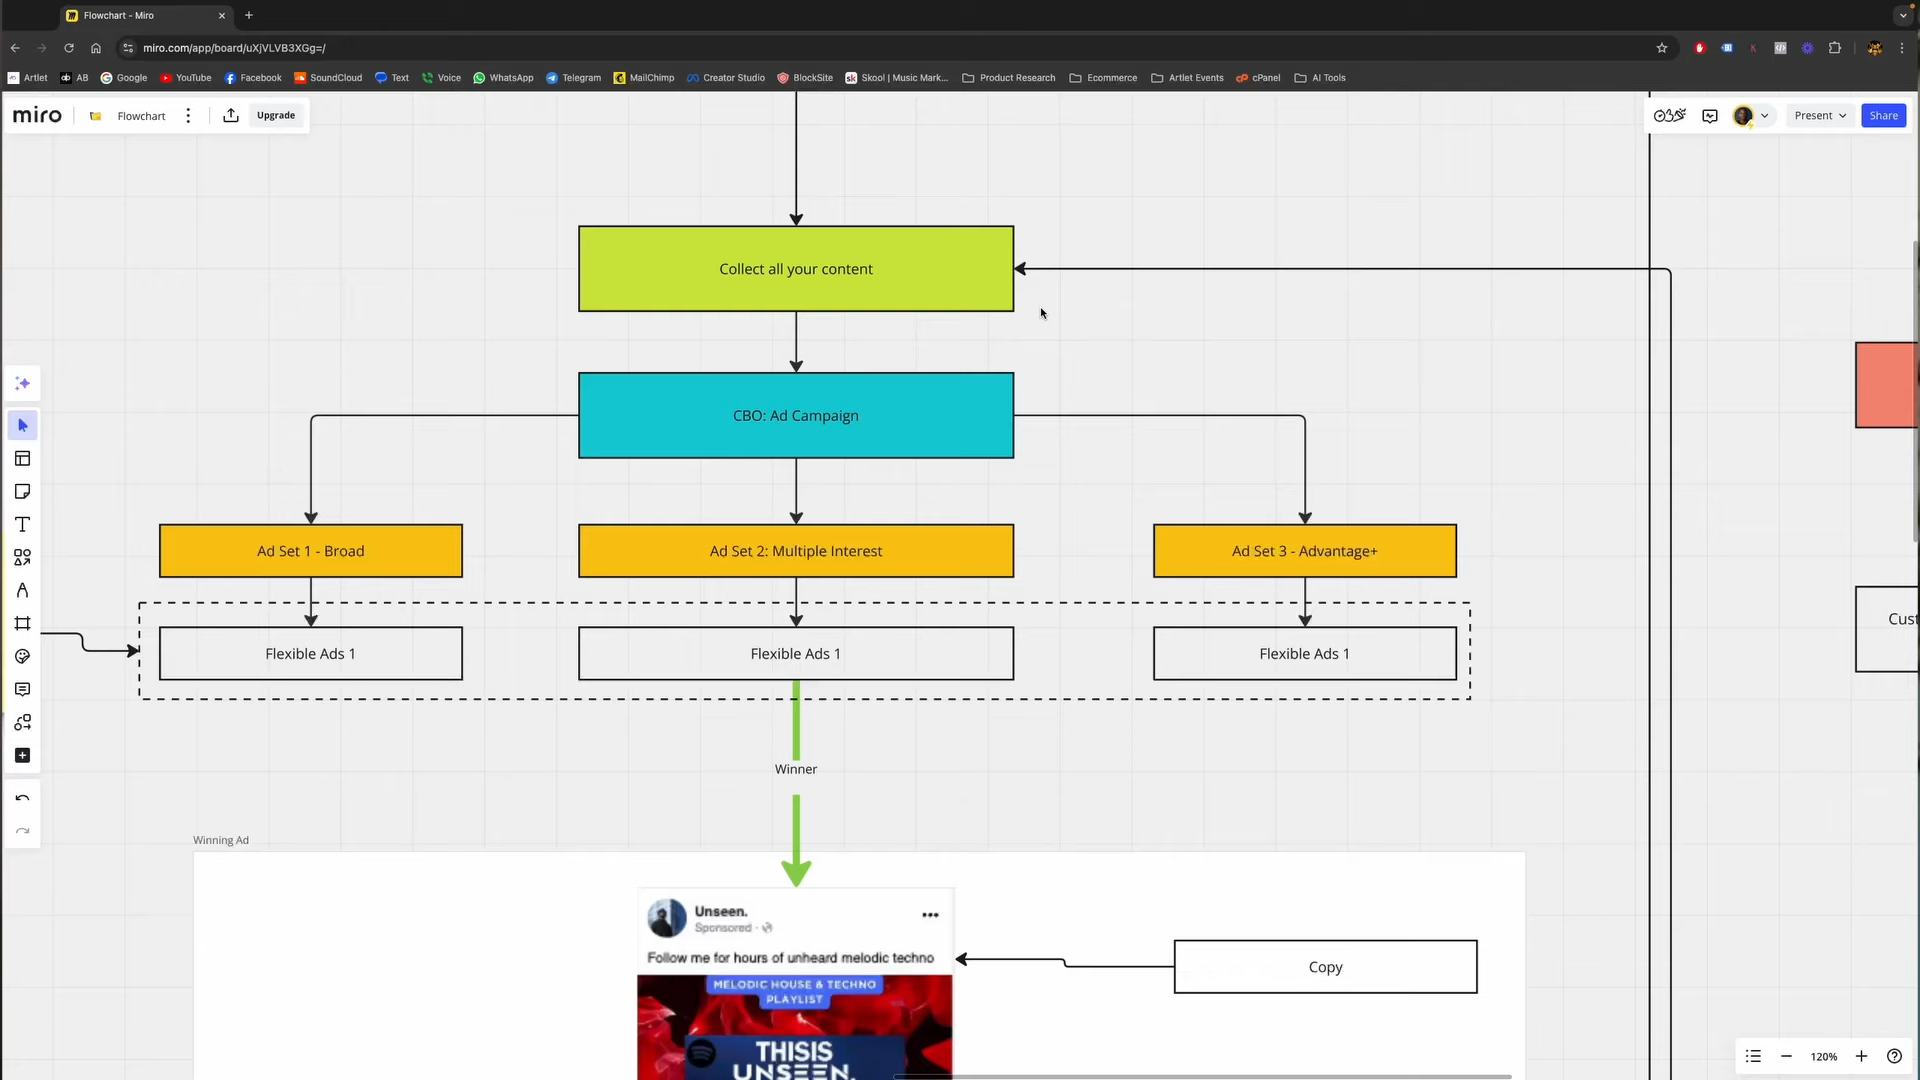 Flowchart - Miro
miro.com/app/board/uXjVLVB3XGg=/
Artlet
AB
Google
YouTube
Facebook
SoundCloud
Text
Voice
WhatsApp
Telegram
MailChimp
Creator Studio
BlockSite
Skool | Music Mark...
Product Research
Ecommerce
Artlet Events
cPanel
AI Tools
miro
Flowchart
Upgrade
Present
Share
Collect all your content
CBO: Ad Campaign
Ad Set 1 - Broad
Ad Set 2: Multiple Interest
Ad Set 3 - Advantage+
Flexible Ads 1
Flexible Ads 1
Flexible Ads 1
Cust
Winner
Winning Ad
Unseen.
Sponsored ·
Follow me for hours of unheard melodic techno
Copy
MELODIC HOUSE & TECHNO
PLAYLIST
THISIS
UNSEEN.
120%